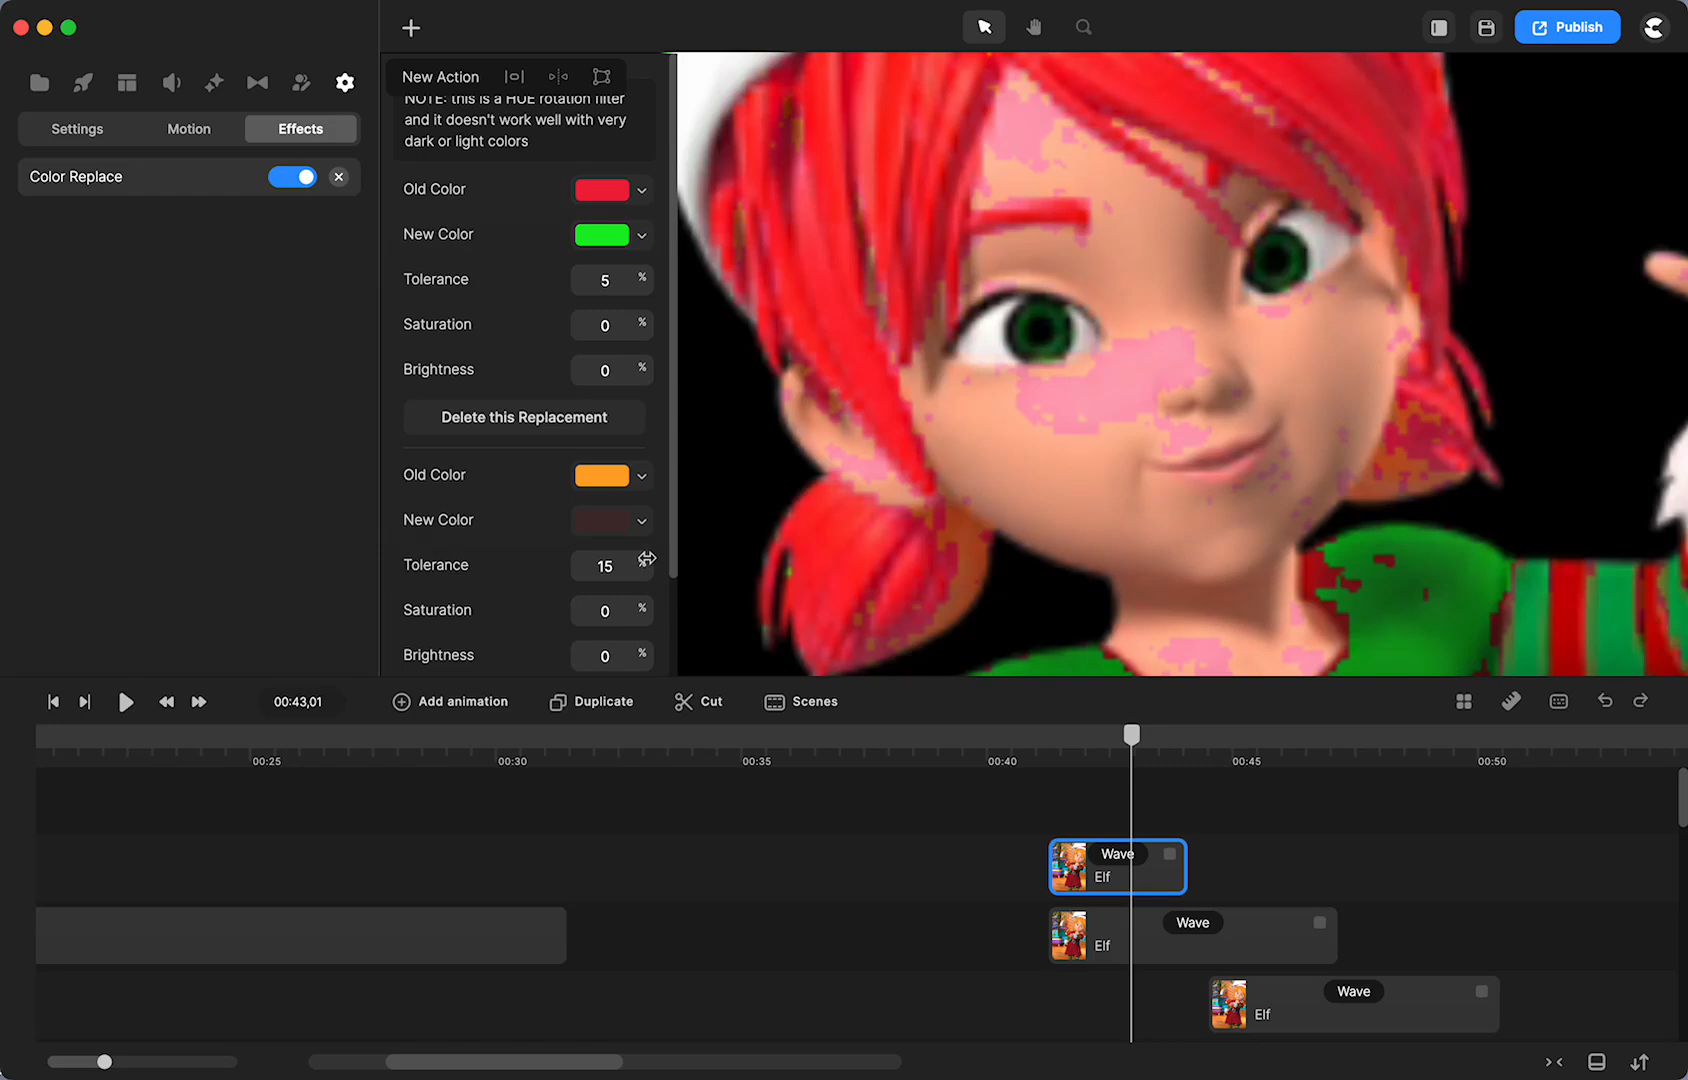 Publish
New Action
NOTE: this is a HUE rotation filter
and it doesn't work well with very
dark or light colors
Settings
Motion
Effects
Color Replace
Old Color
New Color
Tolerance
5 %
Saturation
0 %
Brightness
0 %
Delete this Replacement
Old Color
New Color
Tolerance
15
Saturation
0 %
Brightness
0 %
00:43,01
Add animation
Duplicate
Cut
Scenes
00:25
00:30
00:35
00:40
00:45
00:50
Wave
Elf
Wave
Elf
Wave
Elf